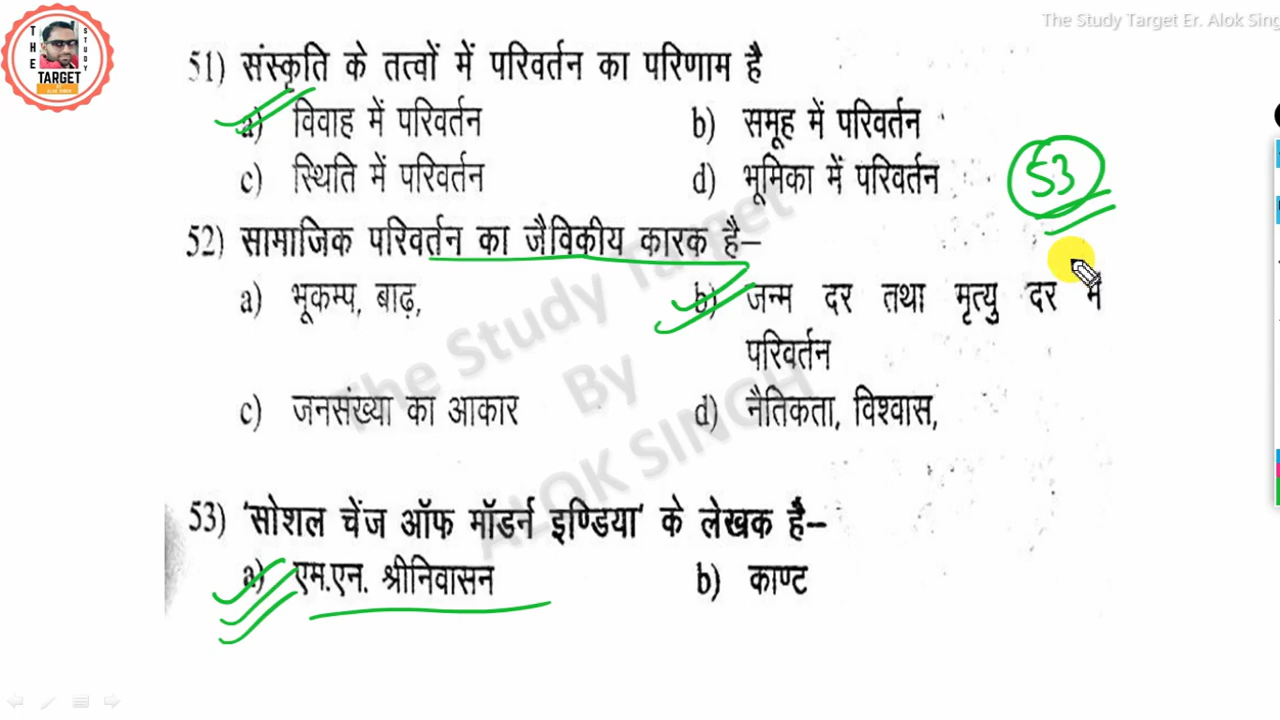 The Study Target Er. Alok Sing
THE STUDY
TARGET
BY
ALOK SINGH
51) संस्कृति के तत्वों में परिवर्तन का परिणाम है
a) विवाह में परिवर्तन b) समूह में परिवर्तन
c) स्थिति में परिवर्तन d) भूमिका में परिवर्तन
53
52) सामाजिक परिवर्तन का जैविकीय कारक है–
a) भूकम्प, बाढ़, b) जन्म दर तथा मृत्यु दर में
परिवर्तन
c) जनसंख्या का आकार d) नैतिकता, विश्वास,
The Study Target
By
ALOK SINGH
53) 'सोशल चेंज ऑफ मॉडर्न इण्डिया' के लेखक है–
a) एम.एन. श्रीनिवासन b) काण्ट